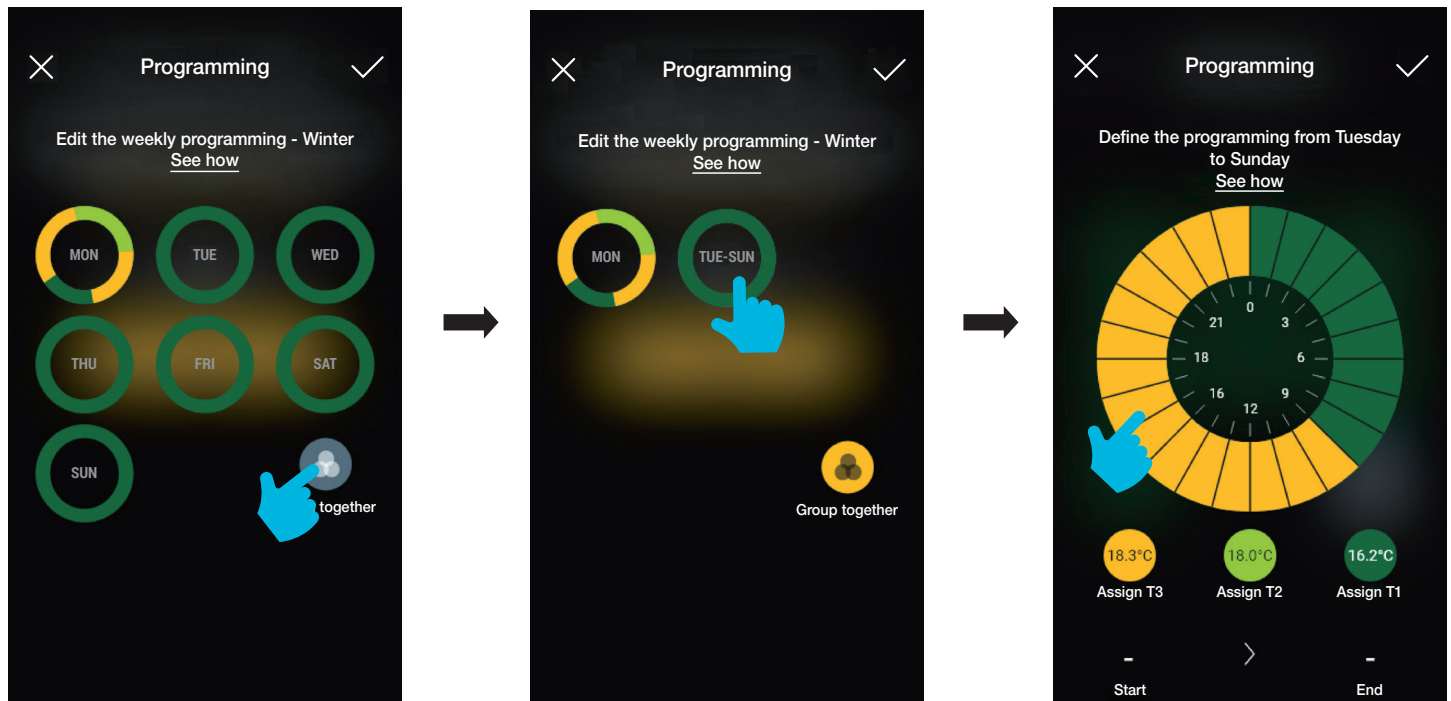 Programming
Edit the weekly programming - Winter
See how
MON
TUE
WED
THU
FRI
SAT
SUN
together
Programming
Edit the weekly programming - Winter
See how
MON
TUE-SUN
Group together
Programming
Define the programming from Tuesday
to Sunday
See how
0
3
6
9
12
16
18
21
18.3°C
18.0°C
16.2°C
Assign T3
Assign T2
Assign T1
-
-
Start
End